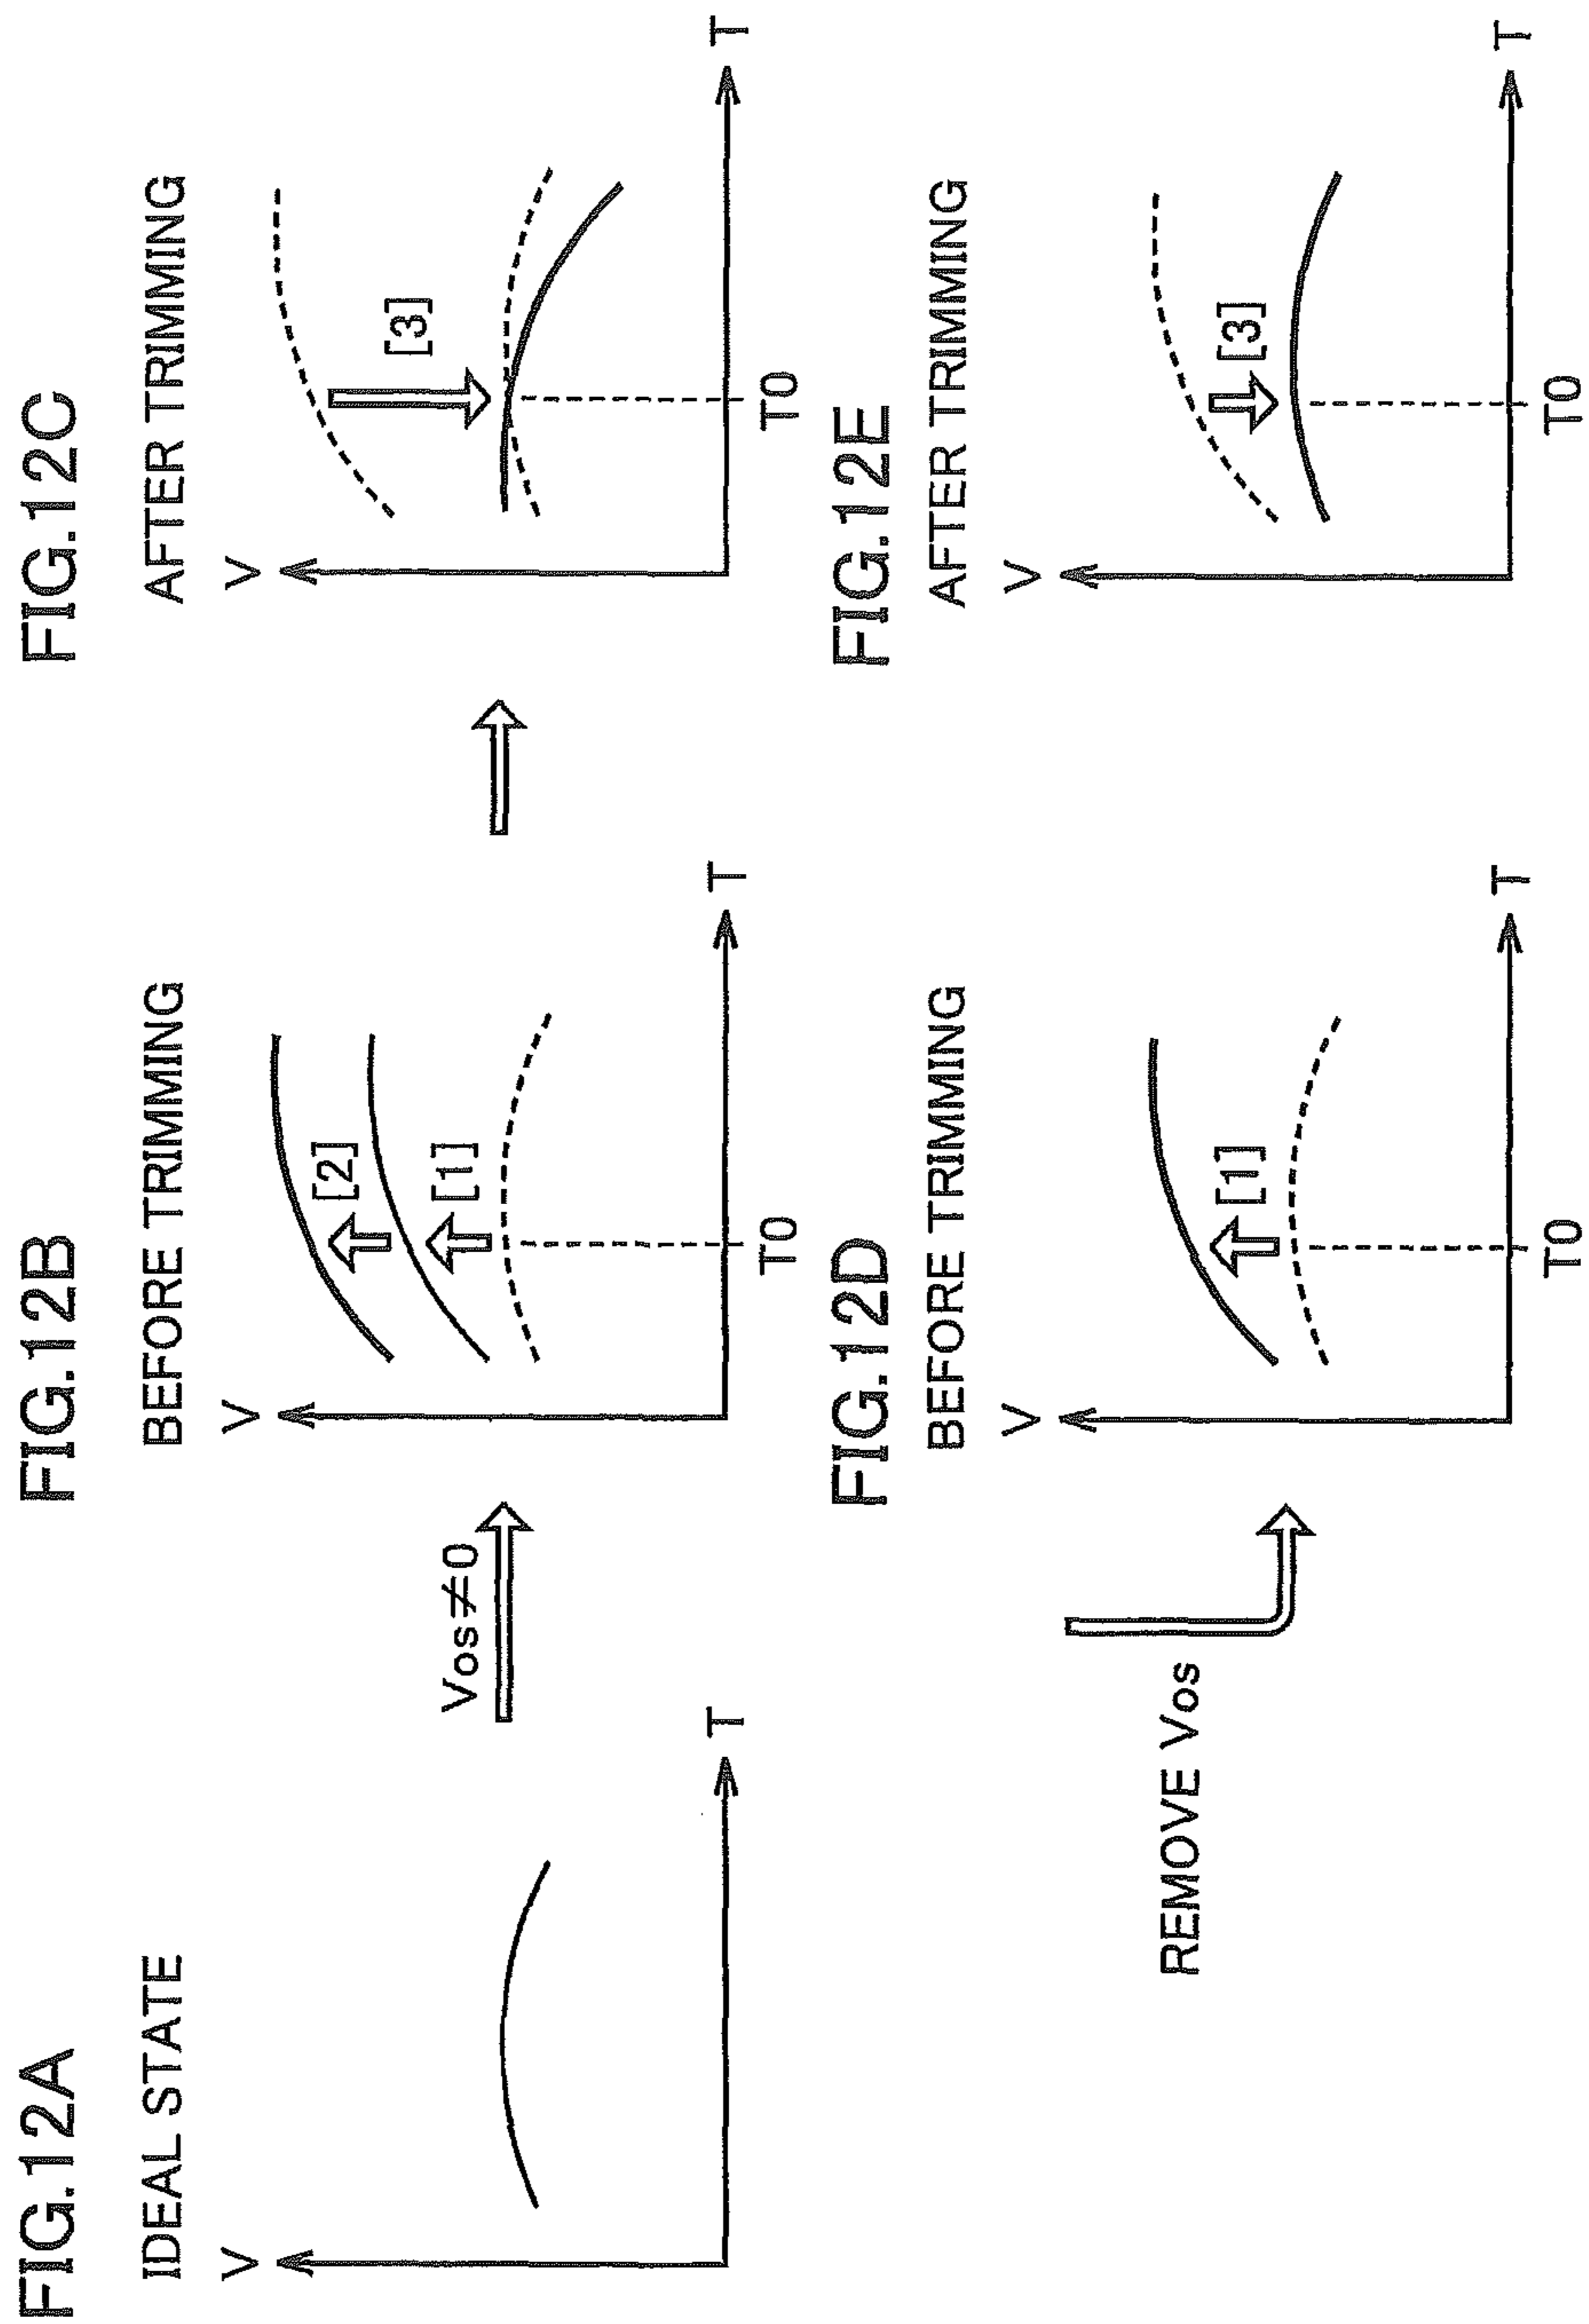 FIG.12A
IDEAL STATE
V
T
Vos≠0
FIG.12B
BEFORE TRIMMING
V
[2]
[1]
T0
T
FIG.12C
AFTER TRIMMING
V
[3]
T0
T
REMOVE Vos
FIG.12D
BEFORE TRIMMING
V
[1]
T0
T
FIG.12E
AFTER TRIMMING
V
[3]
T0
T